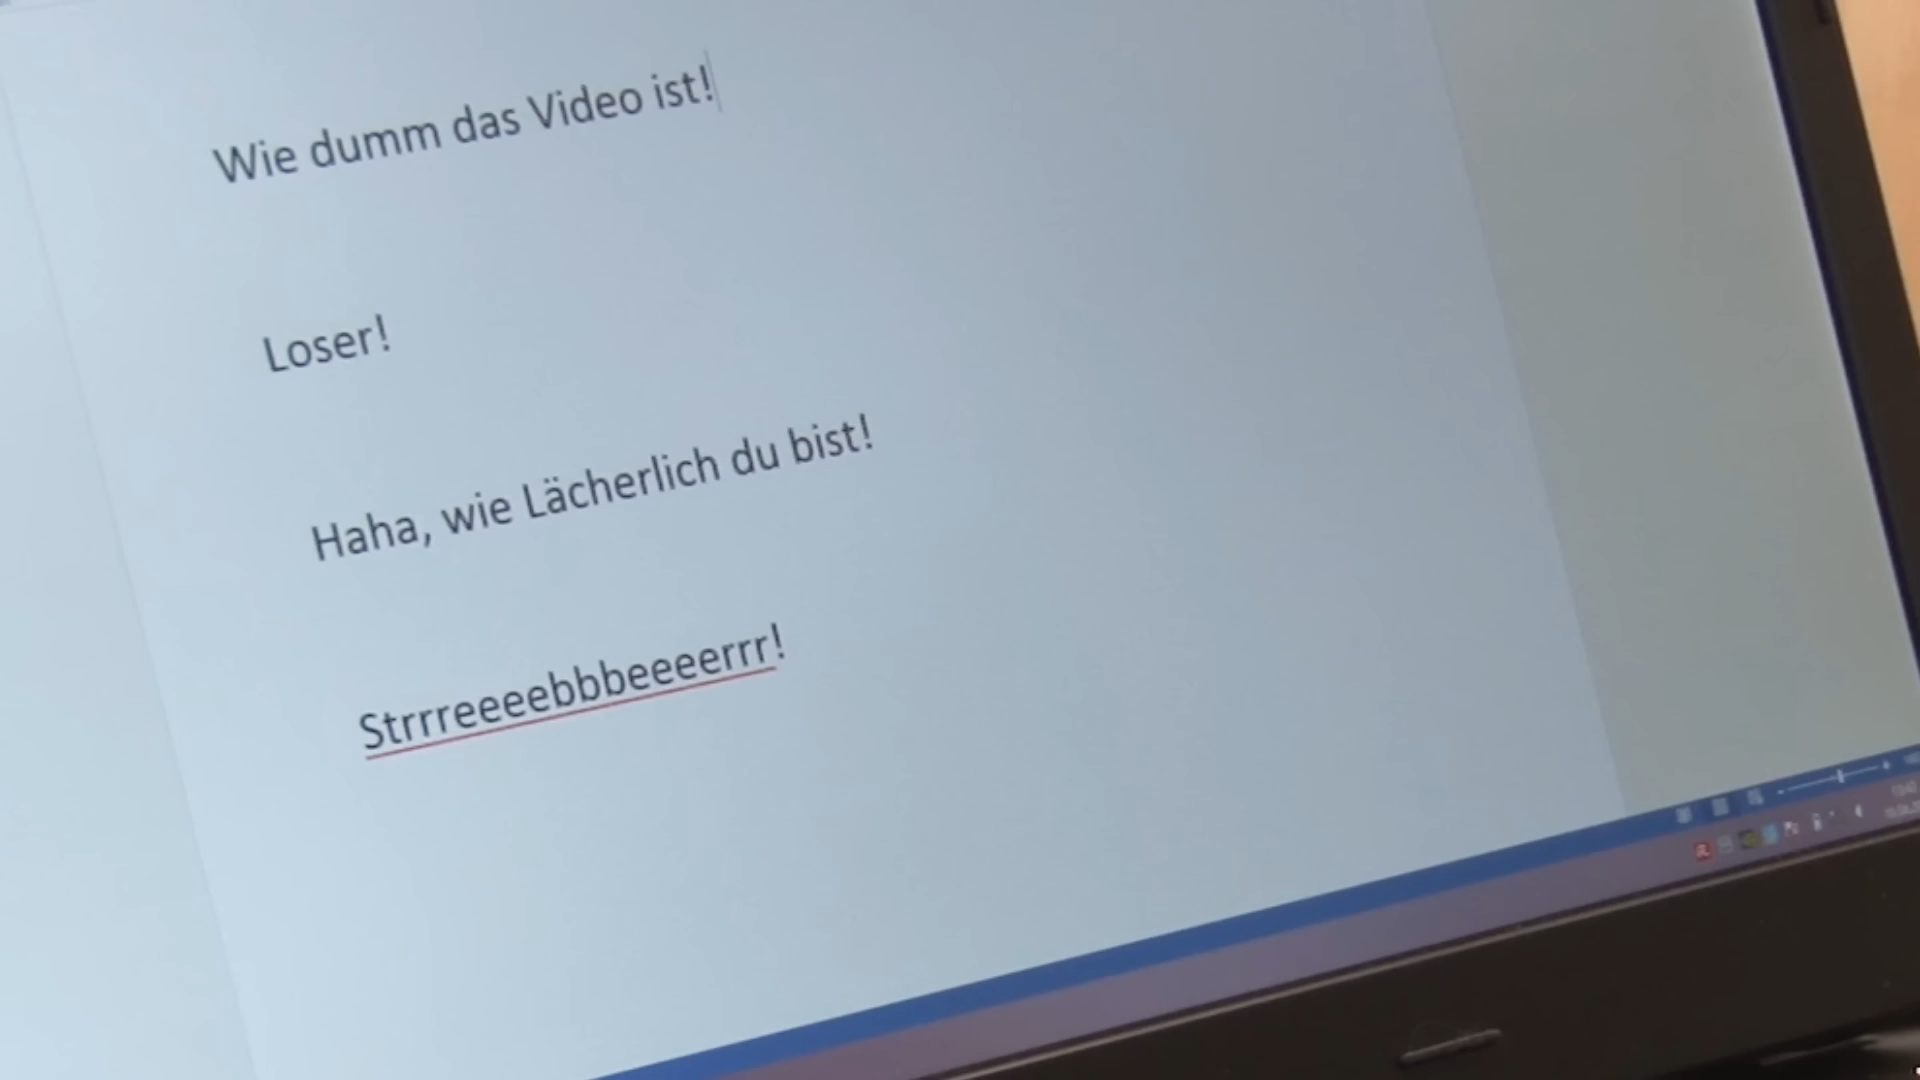 Wie dumm das Video ist!
Loser!
Haha, wie Lächerlich du bist!
Strrreeeebbbeeeerrr!